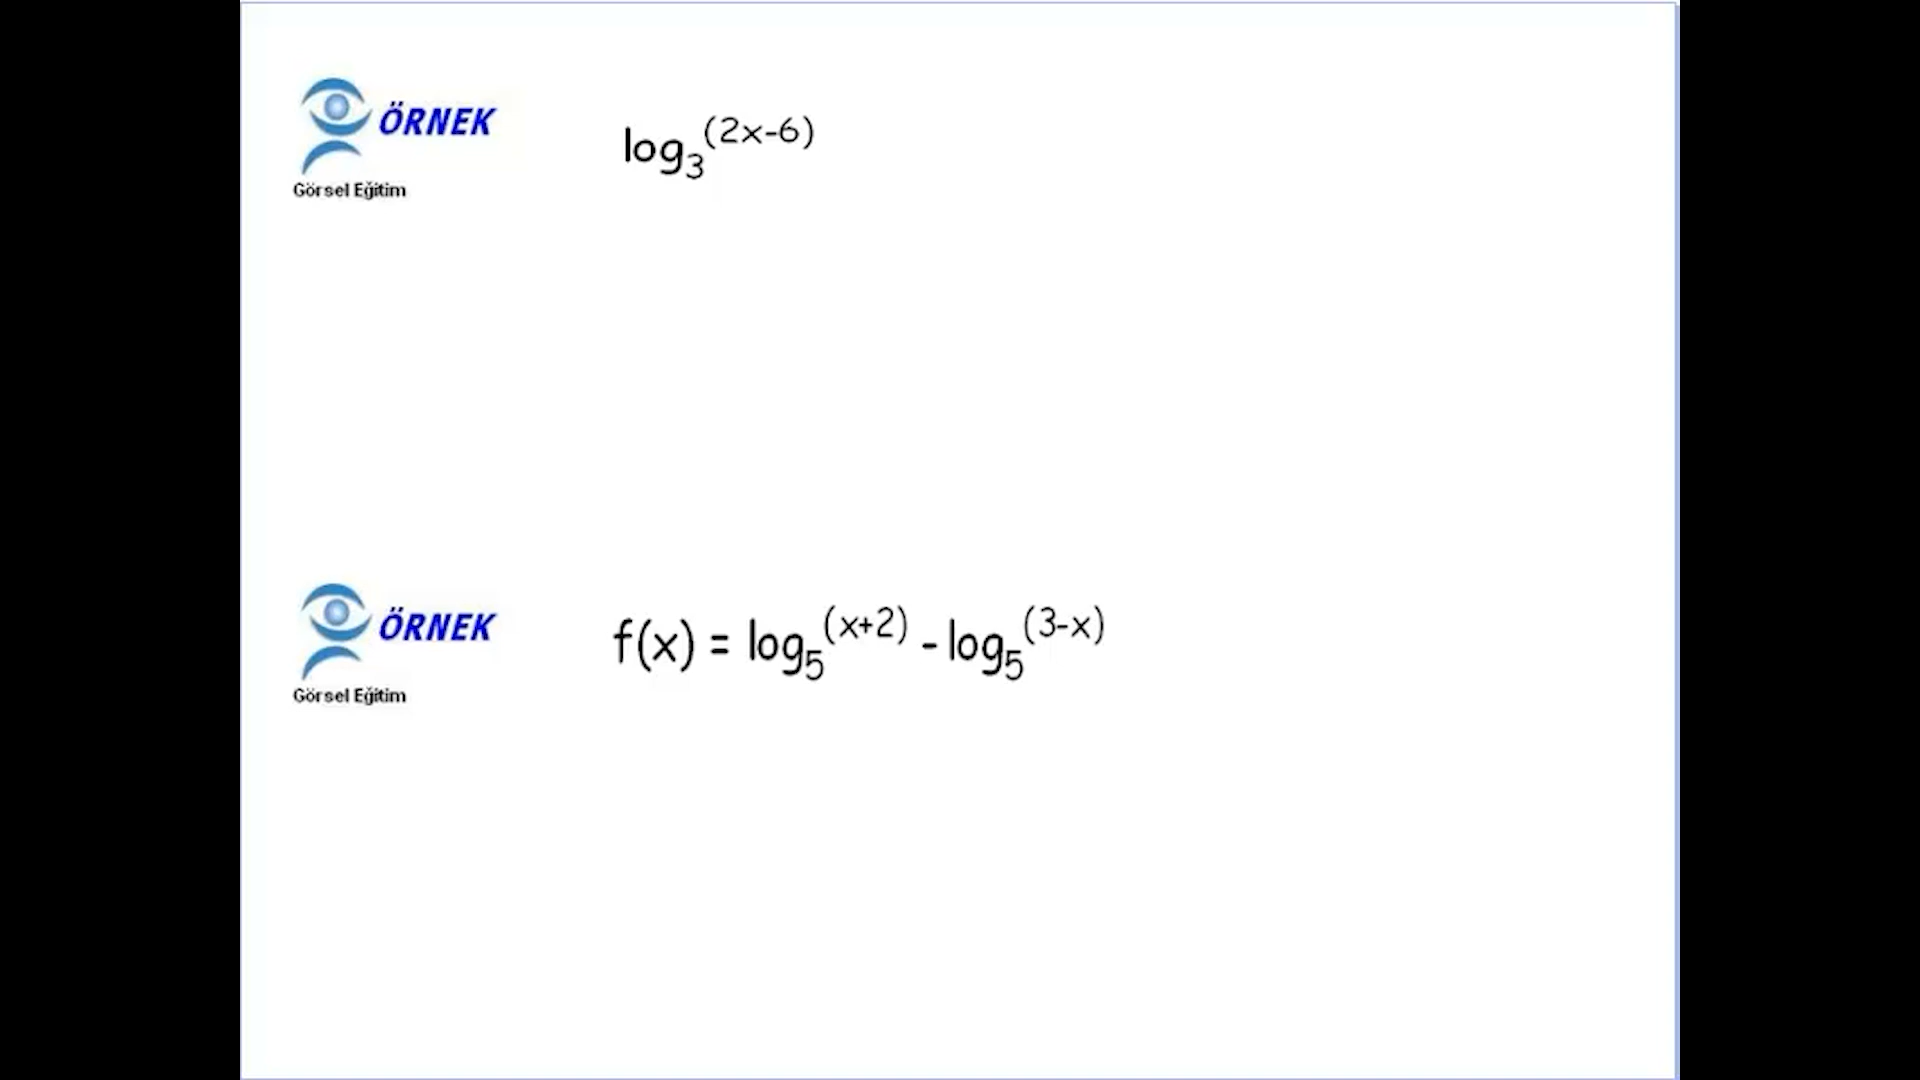 ÖRNEK
Görsel Eğitim
log₃⁽²ˣ⁻⁶⁾
ÖRNEK
Görsel Eğitim
f(x) = log₅⁽ˣ⁺²⁾ - log₅⁽³⁻ˣ⁾